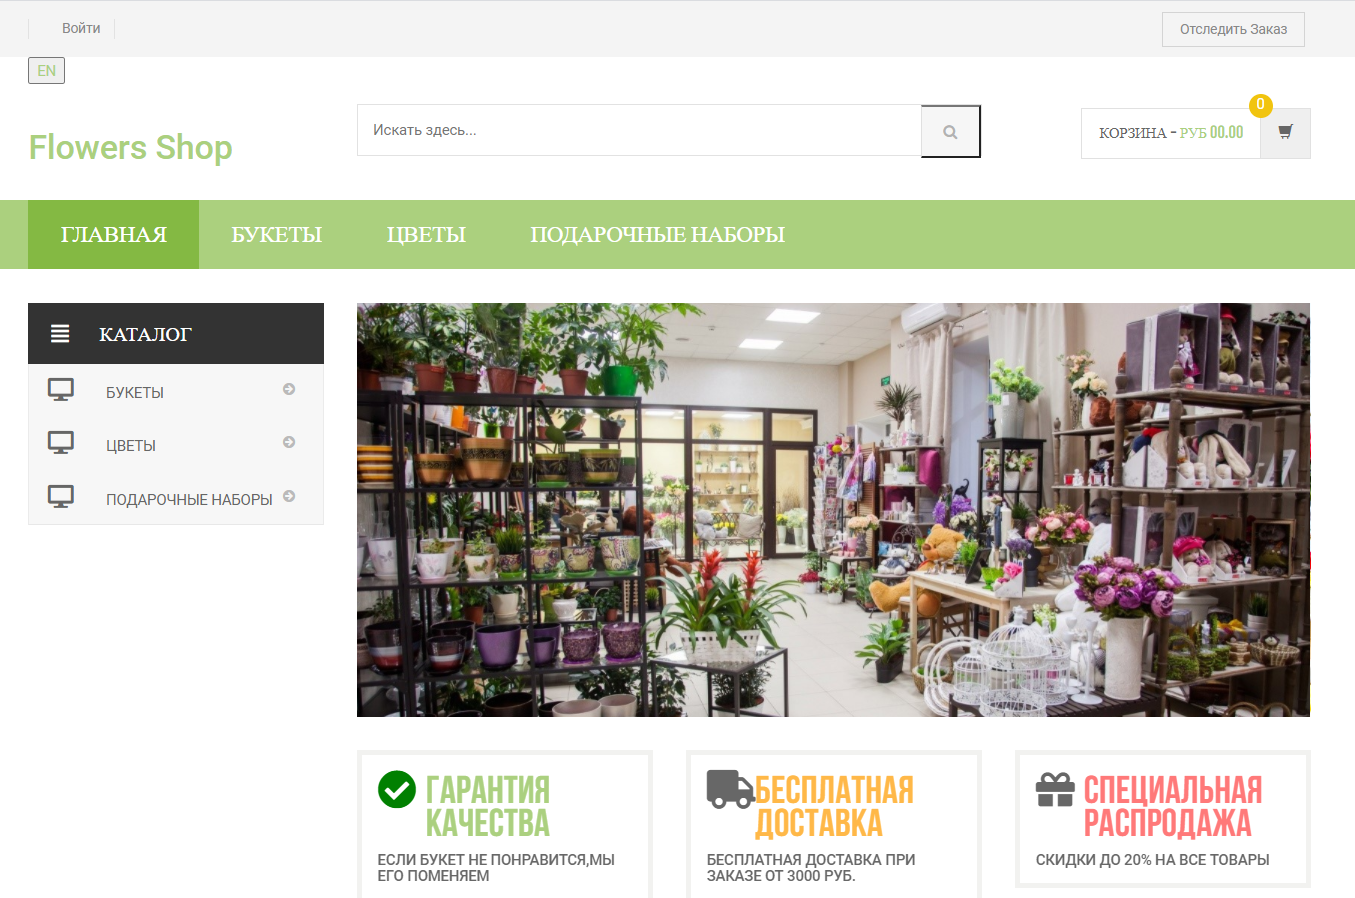 Войти
Отследить Заказ
EN
Flowers Shop
Искать здесь...
0
КОРЗИНА - РУБ 00.00
ГЛАВНАЯ
БУКЕТЫ
ЦВЕТЫ
ПОДАРОЧНЫЕ НАБОРЫ
КАТАЛОГ
БУКЕТЫ
ЦВЕТЫ
ПОДАРОЧНЫЕ НАБОРЫ
ГАРАНТИЯ
КАЧЕСТВА
ЕСЛИ БУКЕТ НЕ ПОНРАВИТСЯ,МЫ
ЕГО ПОМЕНЯЕМ
БЕСПЛАТНАЯ
ДОСТАВКА
БЕСПЛАТНАЯ ДОСТАВКА ПРИ
ЗАКАЗЕ ОТ 3000 РУБ.
СПЕЦИАЛЬНАЯ
РАСПРОДАЖА
СКИДКИ ДО 20% НА ВСЕ ТОВАРЫ